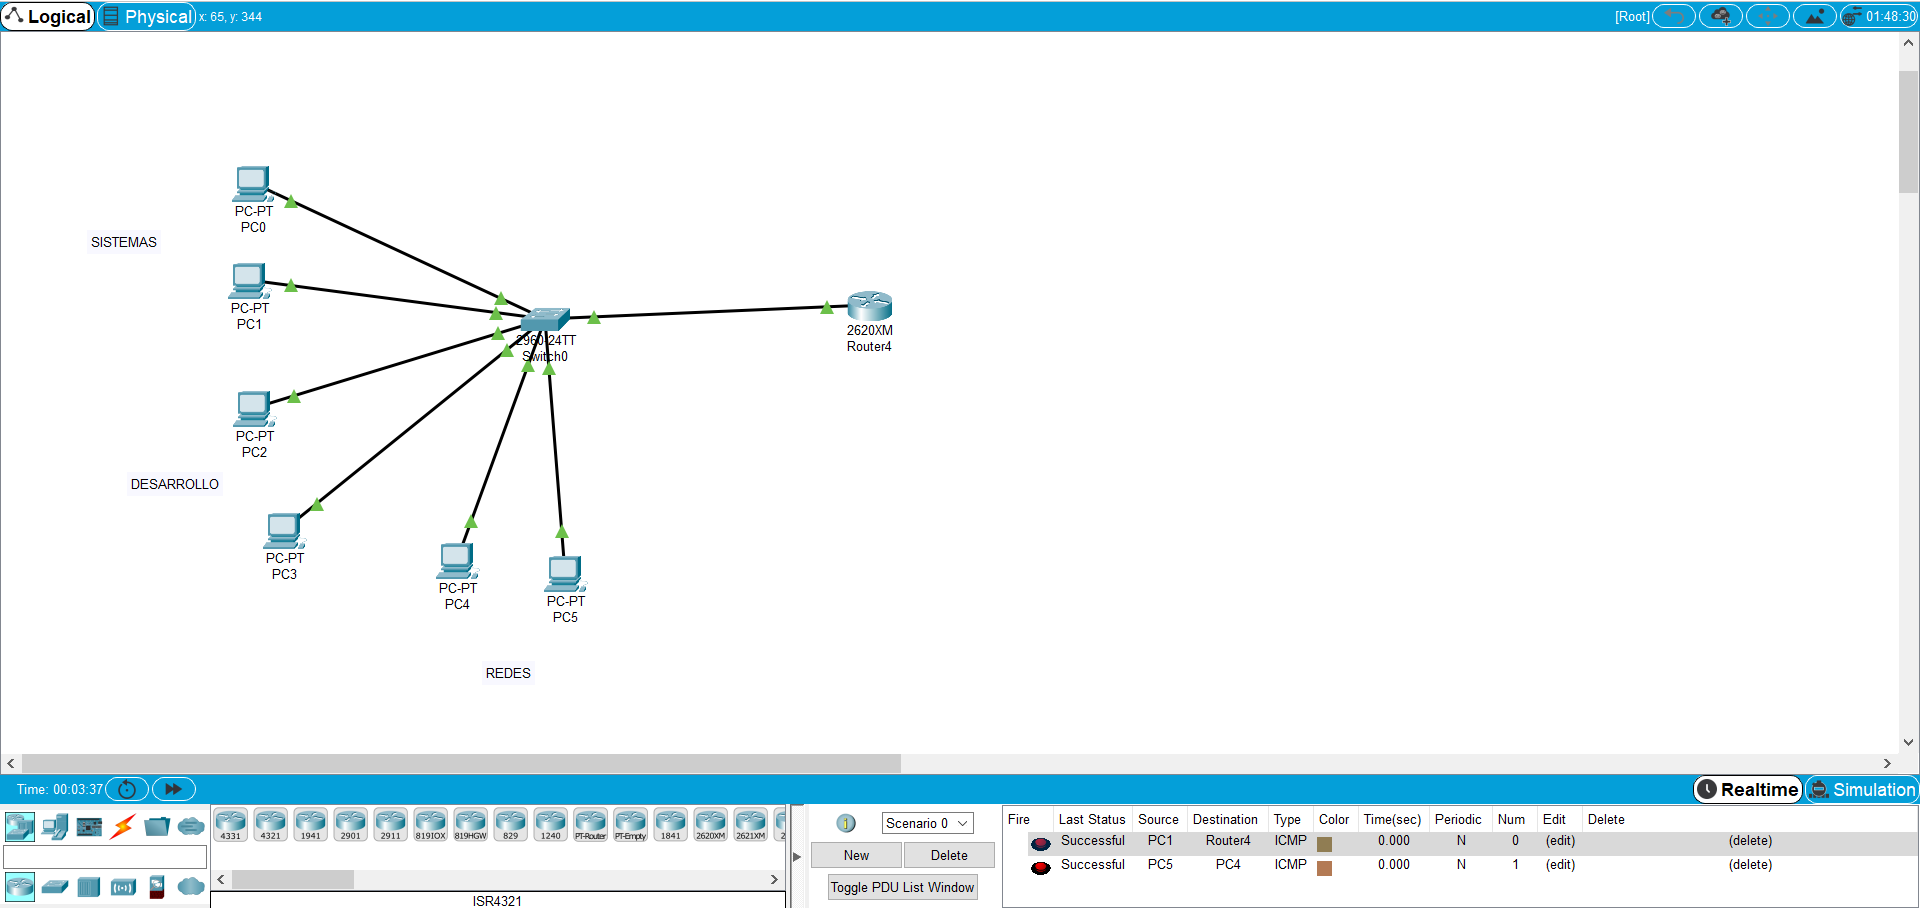 Logical Physical x: 65, y: 344 [Root] 01:48:30
PC-PT
PC0
SISTEMAS
PC-PT
PC1
2960-24TT
Switch0
2620XM
Router4
PC-PT
PC2
DESARROLLO
PC-PT
PC3
PC-PT
PC4
PC-PT
PC5
REDES
Time: 00:03:37 Realtime Simulation
4331 4321 1941 2901 2911 819IOX 819HGW 829 1240 PT-Router PT-Empty 1841 2620XM 2621XM 2
ISR4321
Scenario 0
New Delete
Toggle PDU List Window
Fire Last Status Source Destination Type Color Time(sec) Periodic Num Edit Delete
Successful PC1 Router4 ICMP 0.000 N 0 (edit) (delete)
Successful PC5 PC4 ICMP 0.000 N 1 (edit) (delete)